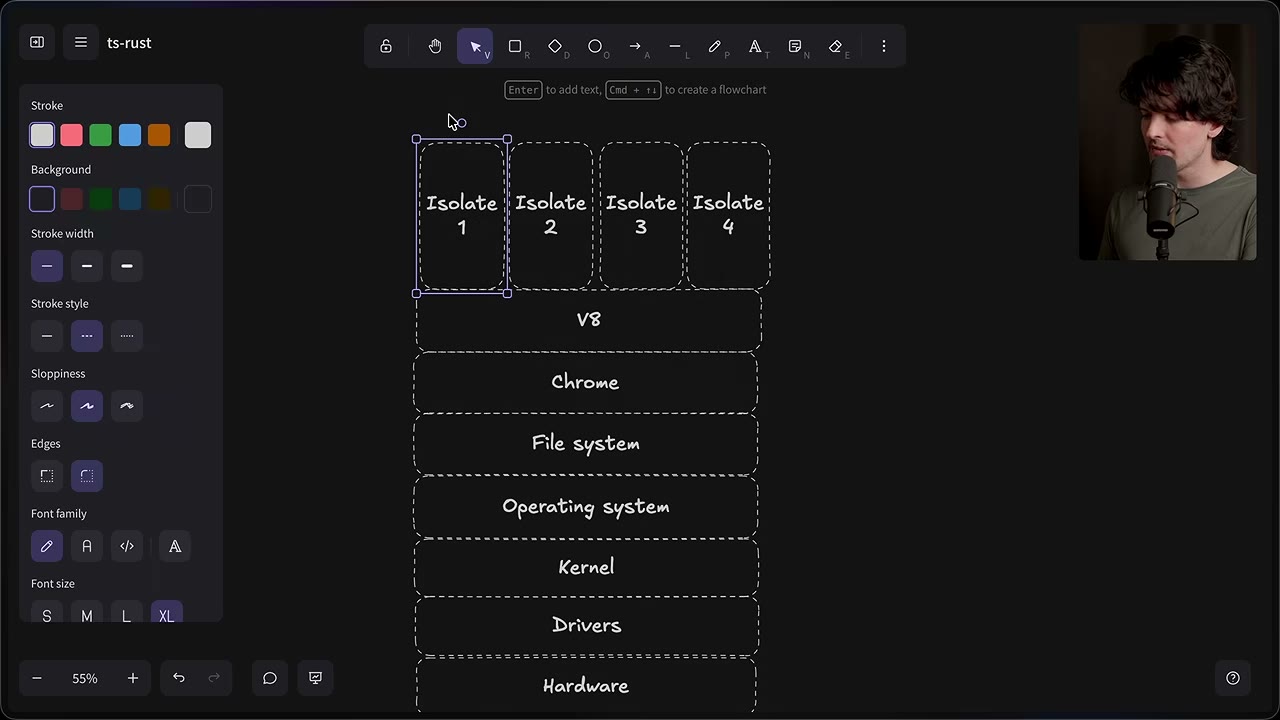 ts-rust
V
R
D
O
A
L
P
T
N
E
Enter to add text, Cmd + ↑↓ to create a flowchart
Stroke
Background
Stroke width
Stroke style
Sloppiness
Edges
Font family
Font size
S M L XL
55%
Isolate
1
Isolate
2
Isolate
3
Isolate
4
V8
Chrome
File system
Operating system
Kernel
Drivers
Hardware